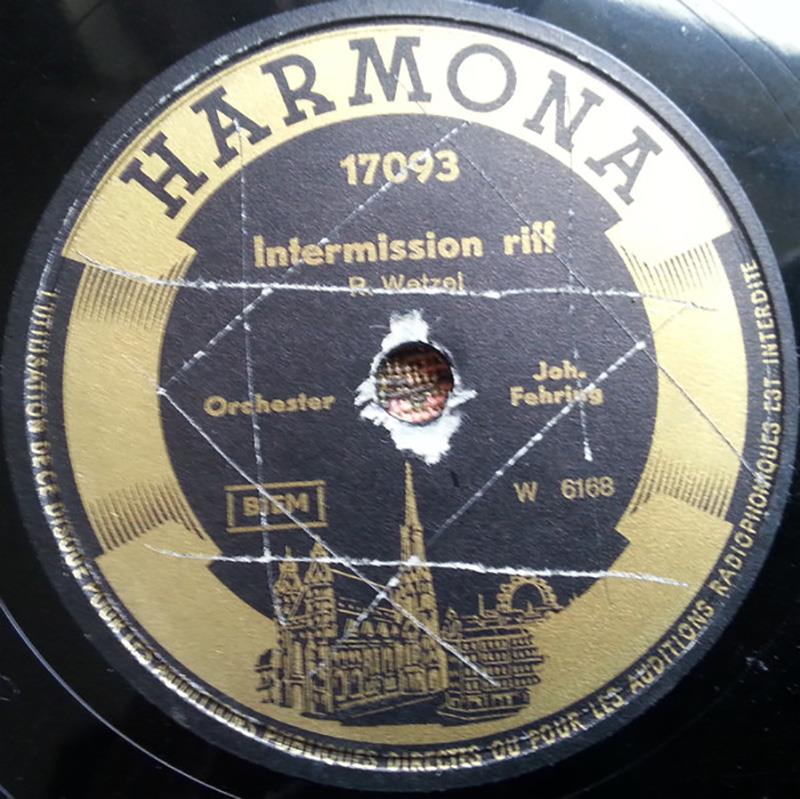 HARMONA
17093
Intermission riff
R. Wetzel
Orchester
Joh.
Fehring
BIEM
W 6168
L'UTILISATION DE CE DISQUE POUR LES AUDITIONS PUBLIQUES DIRECTES OU POUR LES AUDITIONS RADIOPHONIQUES EST INTERDITE